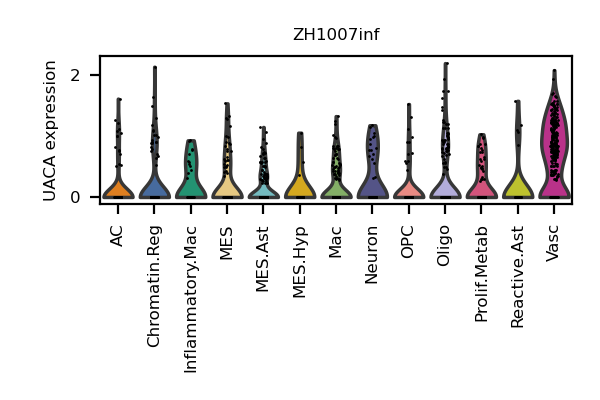 ZH1007inf
UACA expression
2
0
AC
Chromatin.Reg
Inflammatory.Mac
MES
MES.Ast
MES.Hyp
Mac
Neuron
OPC
Oligo
Prolif.Metab
Reactive.Ast
Vasc